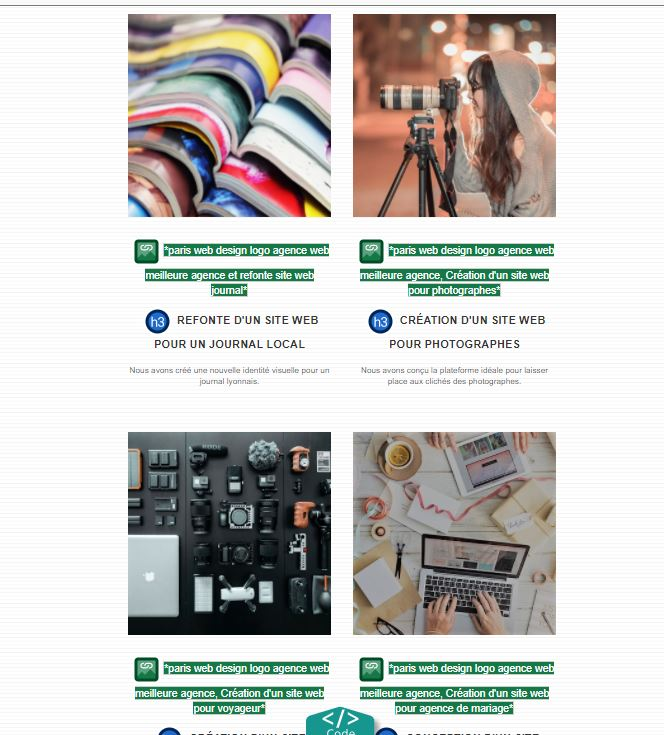 *paris web design logo agence web
meilleure agence et refonte site web
journal*
h3 REFONTE D'UN SITE WEB
POUR UN JOURNAL LOCAL
Nous avons créé une nouvelle identité visuelle pour un
journal lyonnais.
*paris web design logo agence web
meilleure agence, Création d'un site web
pour photographes*
h3 CRÉATION D'UN SITE WEB
POUR PHOTOGRAPHES
Nous avons conçu la plateforme idéale pour laisser
place aux clichés des photographes.
RODE
*paris web design logo agence web
meilleure agence, Création d'un site web
pour voyageur*
*paris web design logo agence web
meilleure agence, Création d'un site web
pour agence de mariage*
</> 
Code